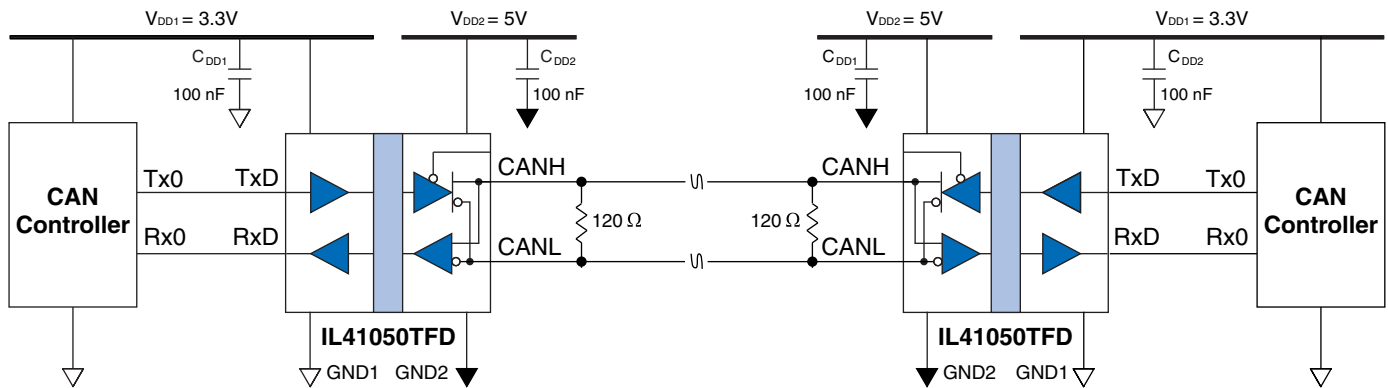 VDD1 = 3.3V
VDD2 = 5V
VDD2 = 5V
VDD1 = 3.3V
CDD1
100 nF
CDD2
100 nF
CDD1
100 nF
CDD2
100 nF
CAN
Controller
Tx0
TxD
Rx0
RxD
CANH
CANL
120 Ω
120 Ω
CANH
CANL
TxD
Tx0
RxD
Rx0
CAN
Controller
IL41050TFD
IL41050TFD
GND1
GND2
GND2
GND1